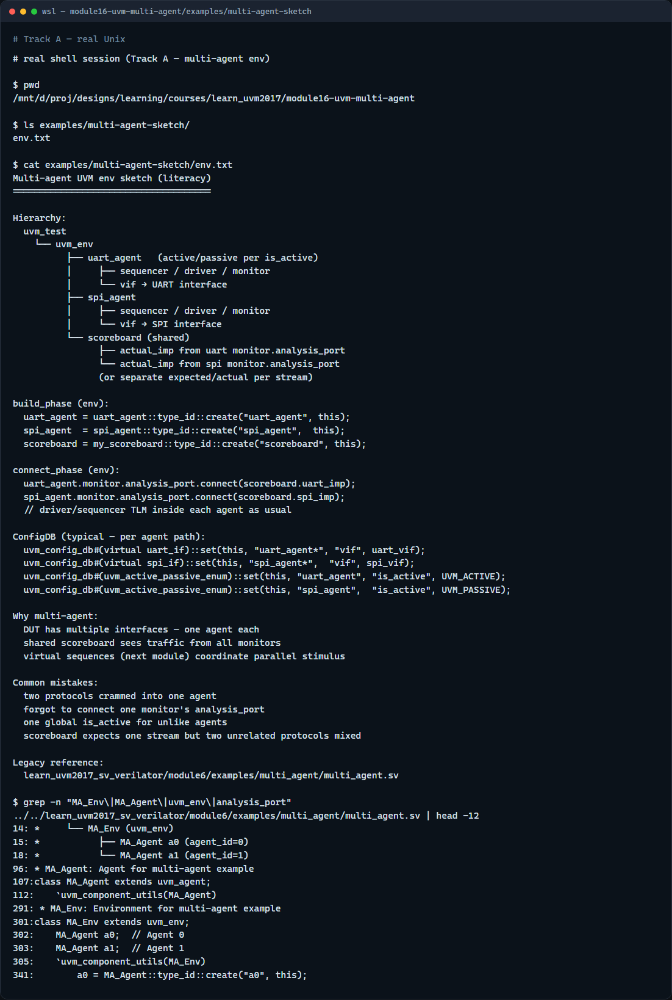 wsl — module16-uvm-multi-agent/examples/multi-agent-sketch
# Track A — real Unix
# real shell session (Track A — multi-agent env)
$ pwd
/mnt/d/proj/designs/learning/courses/learn_uvm2017/module16-uvm-multi-agent
$ ls examples/multi-agent-sketch/
env.txt
$ cat examples/multi-agent-sketch/env.txt
Multi-agent UVM env sketch (literacy)
=====================================
Hierarchy:
  uvm_test
    └── uvm_env
          ├── uart_agent   (active/passive per is_active)
          │     ├── sequencer / driver / monitor
          │     └── vif → UART interface
          ├── spi_agent
          │     ├── sequencer / driver / monitor
          │     └── vif → SPI interface
          └── scoreboard (shared)
                ├── actual_imp from uart monitor.analysis_port
                └── actual_imp from spi monitor.analysis_port
                (or separate expected/actual per stream)
build_phase (env):
  uart_agent = uart_agent::type_id::create("uart_agent", this);
  spi_agent  = spi_agent::type_id::create("spi_agent",  this);
  scoreboard = my_scoreboard::type_id::create("scoreboard", this);
connect_phase (env):
  uart_agent.monitor.analysis_port.connect(scoreboard.uart_imp);
  spi_agent.monitor.analysis_port.connect(scoreboard.spi_imp);
  // driver/sequencer TLM inside each agent as usual
ConfigDB (typical — per agent path):
  uvm_config_db#(virtual uart_if)::set(this, "uart_agent*", "vif", uart_vif);
  uvm_config_db#(virtual spi_if)::set(this, "spi_agent*",  "vif", spi_vif);
  uvm_config_db#(uvm_active_passive_enum)::set(this, "uart_agent", "is_active", UVM_ACTIVE);
  uvm_config_db#(uvm_active_passive_enum)::set(this, "spi_agent",  "is_active", UVM_PASSIVE);
Why multi-agent:
  DUT has multiple interfaces — one agent each
  shared scoreboard sees traffic from all monitors
  virtual sequences (next module) coordinate parallel stimulus
Common mistakes:
  two protocols crammed into one agent
  forgot to connect one monitor's analysis_port
  one global is_active for unlike agents
  scoreboard expects one stream but two unrelated protocols mixed
Legacy reference:
  learn_uvm2017_sv_verilator/module6/examples/multi_agent/multi_agent.sv
$ grep -n "MA_Env\|MA_Agent\|uvm_env\|analysis_port"
../../learn_uvm2017_sv_verilator/module6/examples/multi_agent/multi_agent.sv | head -12
14: *     └── MA_Env (uvm_env)
15: *           ├── MA_Agent a0 (agent_id=0)
18: *           └── MA_Agent a1 (agent_id=1)
96: * MA_Agent: Agent for multi-agent example
107:class MA_Agent extends uvm_agent;
112:    `uvm_component_utils(MA_Agent)
291: * MA_Env: Environment for multi-agent example
301:class MA_Env extends uvm_env;
302:    MA_Agent a0;  // Agent 0
303:    MA_Agent a1;  // Agent 1
305:    `uvm_component_utils(MA_Env)
341:        a0 = MA_Agent::type_id::create("a0", this);